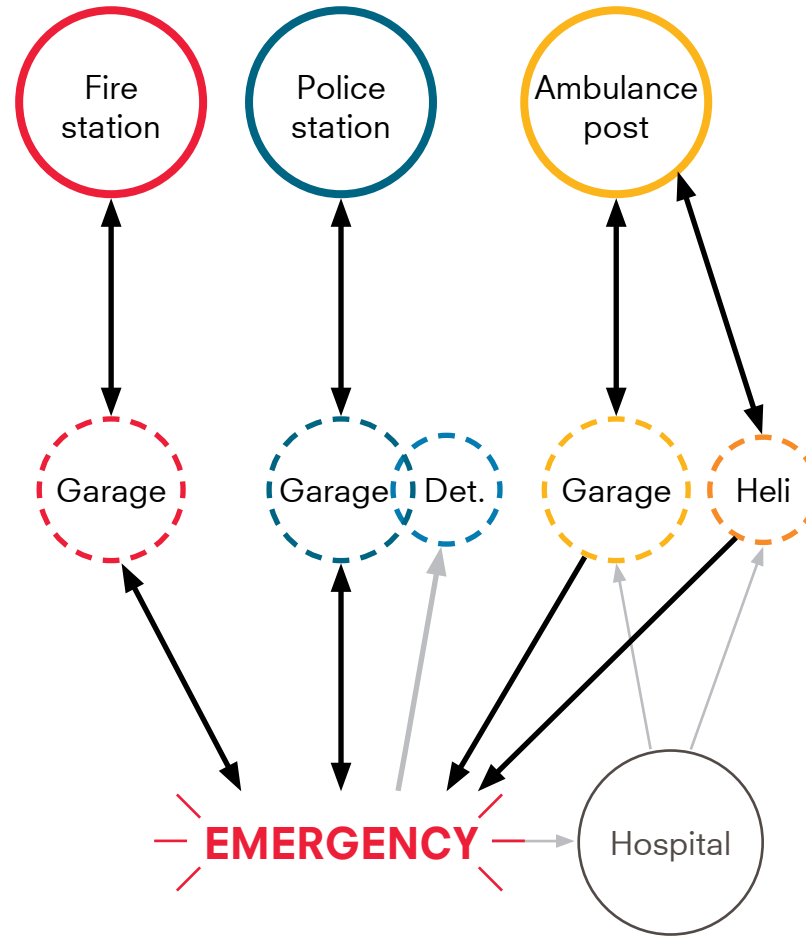 Fire
station
Police
station
Ambulance
post
Garage
Garage
Det.
Garage
Heli
EMERGENCY
Hospital